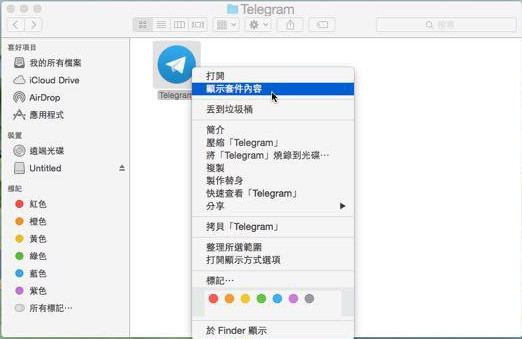 Telegram
搜尋
喜好項目
我的所有檔案
iCloud Drive
AirDrop
應用程式
裝置
遠端光碟
Untitled
標記
紅色
橙色
黃色
綠色
藍色
紫色
所有標記⋯
Telegram
打開
顯示套件內容
丟到垃圾桶
簡介
壓縮「Telegram」
將「Telegram」燒錄到光碟⋯
複製
製作替身
快速查看「Telegram」
分享
拷貝「Telegram」
整理所選範圍
打開顯示方式選項
標記⋯
於 Finder 顯示